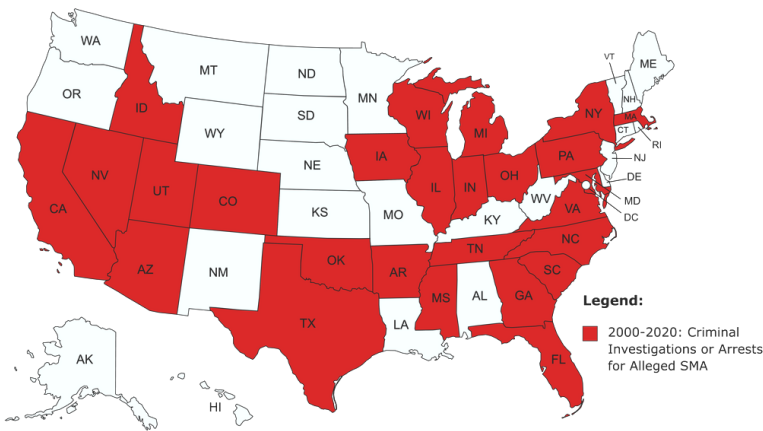 WA
MT
ND
MN
OR
ID
WY
SD
NE
WI
MI
VT
ME
NH
NY
MA
CT
RI
NV
UT
CO
CA
IA
IL
IN
OH
PA
NJ
DE
MD
DC
WV
VA
KS
MO
KY
AZ
NM
OK
AR
TN
NC
SC
TX
LA
MS
AL
GA
FL
AK
HI
Legend:
2000-2020: Criminal
Investigations or Arrests
for Alleged SMA